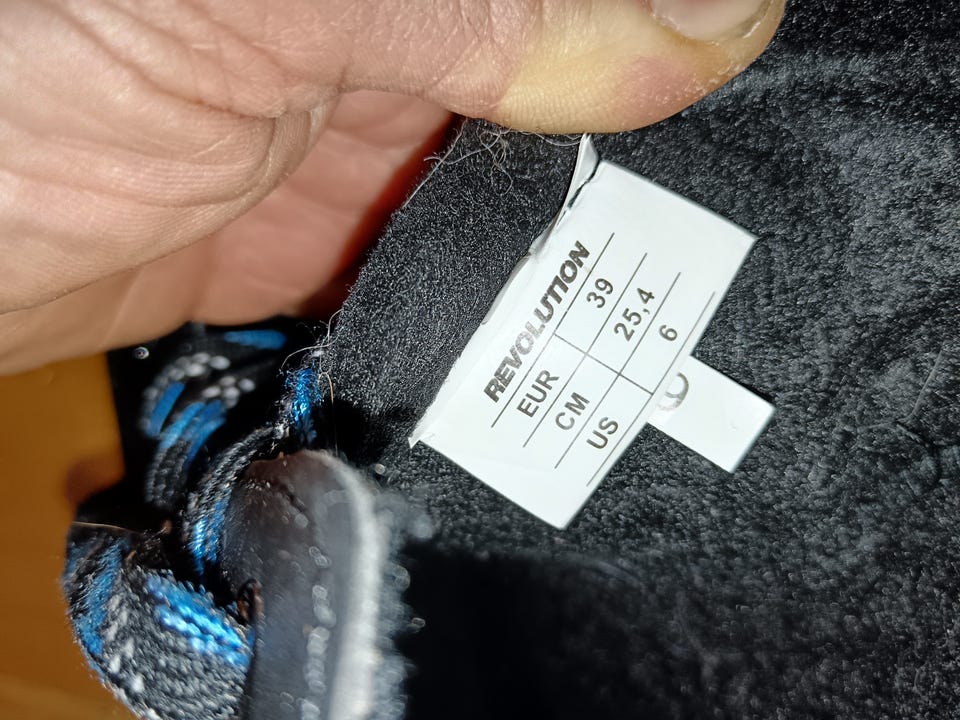 REVOLUTION
EUR 39
CM 25,4
US 6